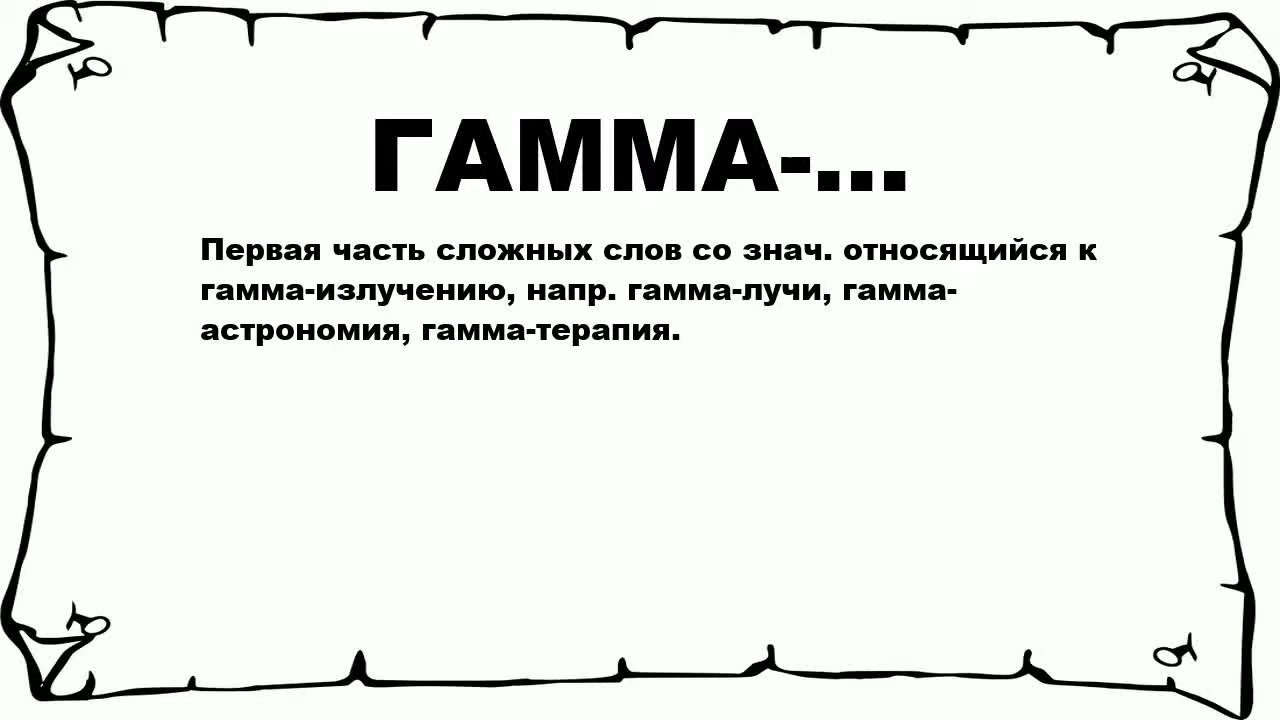 ГАММА-...
Первая часть сложных слов со знач. относящийся к
гамма-излучению, напр. гамма-лучи, гамма-
астрономия, гамма-терапия.